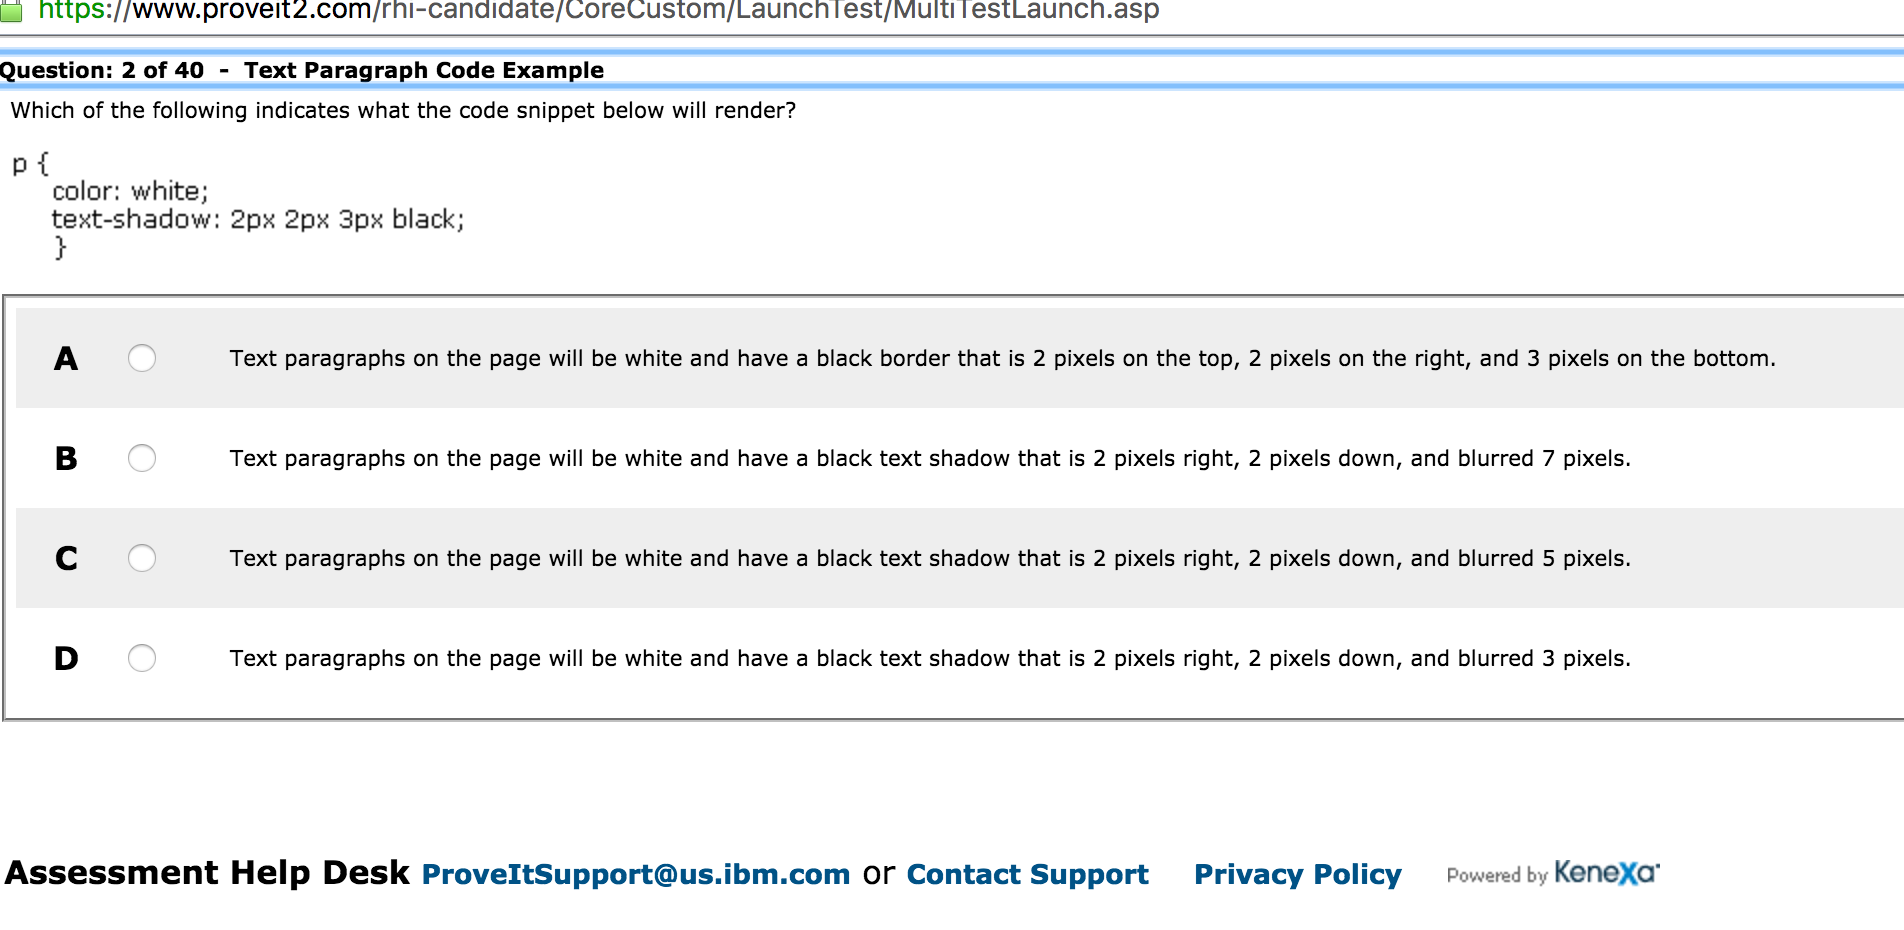 https://www.proveit2.com/rhi-candidate/CoreCustom/LaunchTest/MultiTestLaunch.asp
Question: 2 of 40 - Text Paragraph Code Example
Which of the following indicates what the code snippet below will render?
p {
color: white;
text-shadow: 2px 2px 3px black;
}
A Text paragraphs on the page will be white and have a black border that is 2 pixels on the top, 2 pixels on the right, and 3 pixels on the bottom.
B Text paragraphs on the page will be white and have a black text shadow that is 2 pixels right, 2 pixels down, and blurred 7 pixels.
C Text paragraphs on the page will be white and have a black text shadow that is 2 pixels right, 2 pixels down, and blurred 5 pixels.
D Text paragraphs on the page will be white and have a black text shadow that is 2 pixels right, 2 pixels down, and blurred 3 pixels.
Assessment Help Desk ProveItSupport@us.ibm.com or Contact Support Privacy Policy Powered by Kenexa